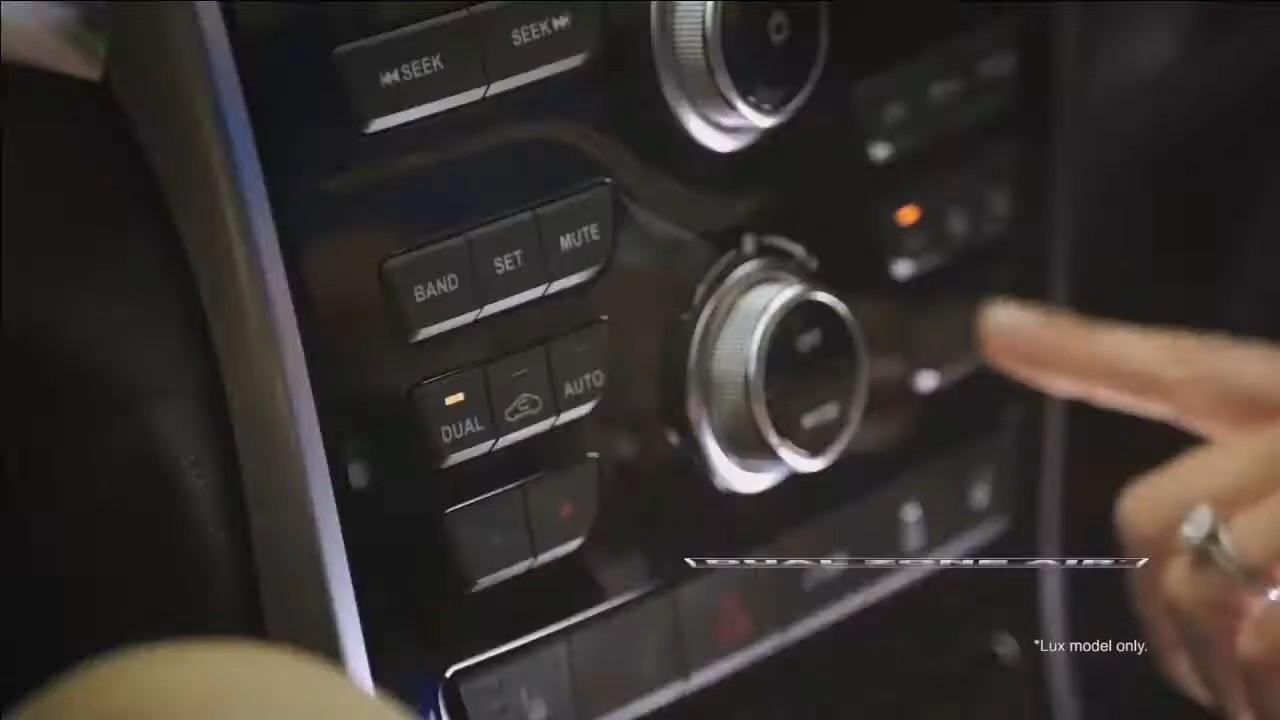 SEEK
SEEK
BAND
SET
MUTE
DUAL
AUTO
DUAL ZONE AIR
*Lux model only.